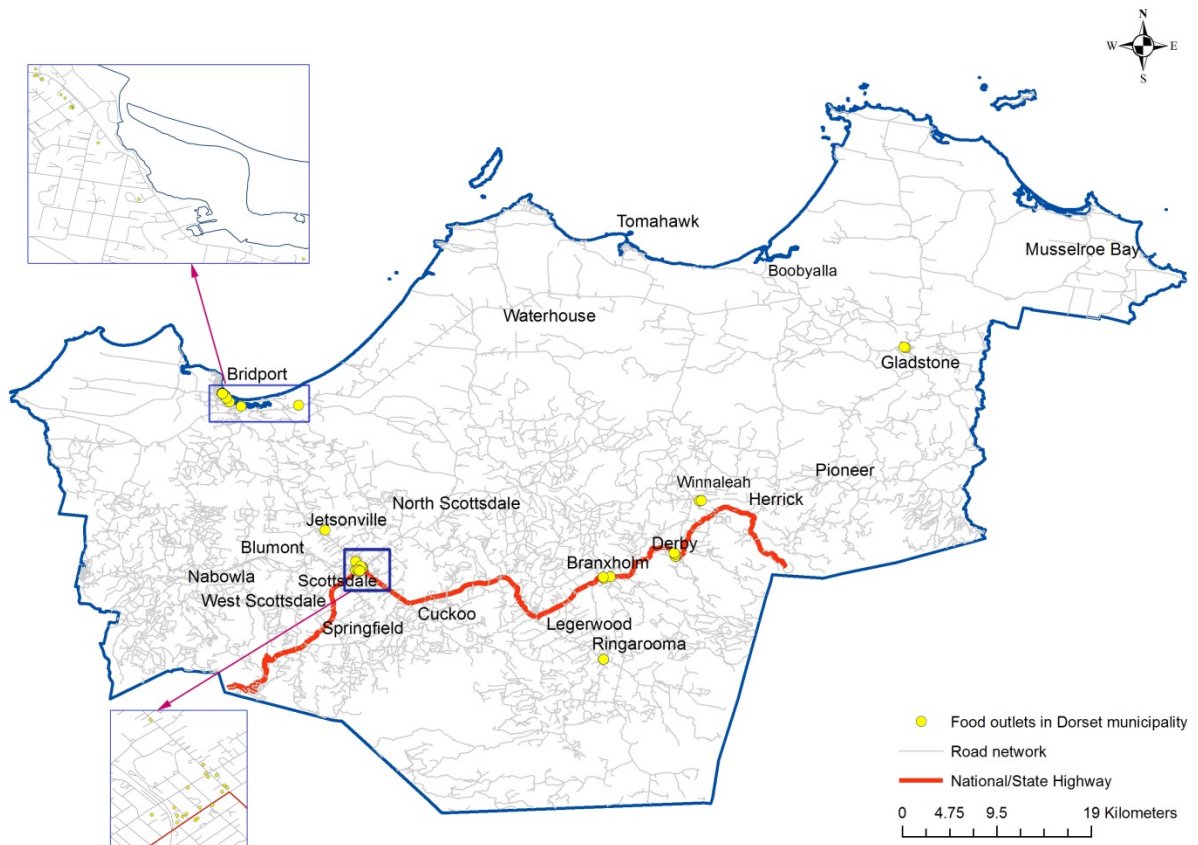 N
W E
S
Tomahawk
Musselroe Bay
Boobyalla
Waterhouse
Gladstone
Bridport
Pioneer
Winnaleah
Herrick
North Scottsdale
Jetsonville
Derby
Blumont
Branxholm
Nabowla
Scottsdale
West Scottsdale
Cuckoo
Legerwood
Springfield
Ringarooma
Food outlets in Dorset municipality
Road network
National/State Highway
0 4.75 9.5 19 Kilometers